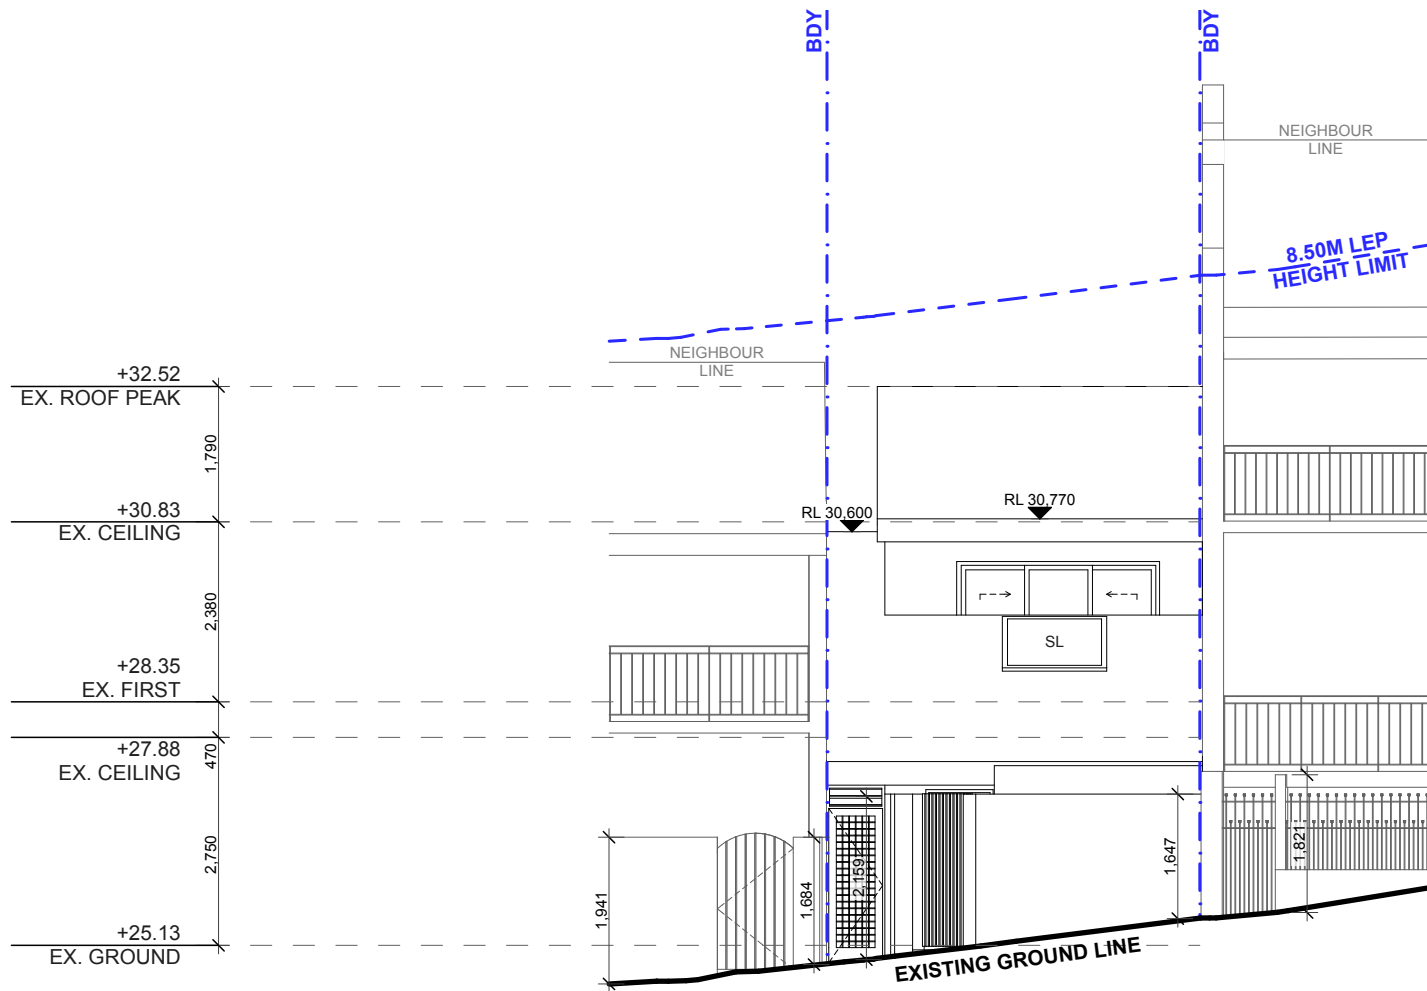 BDY
BDY
NEIGHBOUR
LINE
8.50M LEP
HEIGHT LIMIT
NEIGHBOUR
LINE
+32.52
EX. ROOF PEAK
1,790
+30.83
EX. CEILING
RL 30,600
RL 30,770
2,380
SL
+28.35
EX. FIRST
470
+27.88
EX. CEILING
2,750
1,941
1,684
2,159
1,647
1,821
+25.13
EX. GROUND
EXISTING GROUND LINE